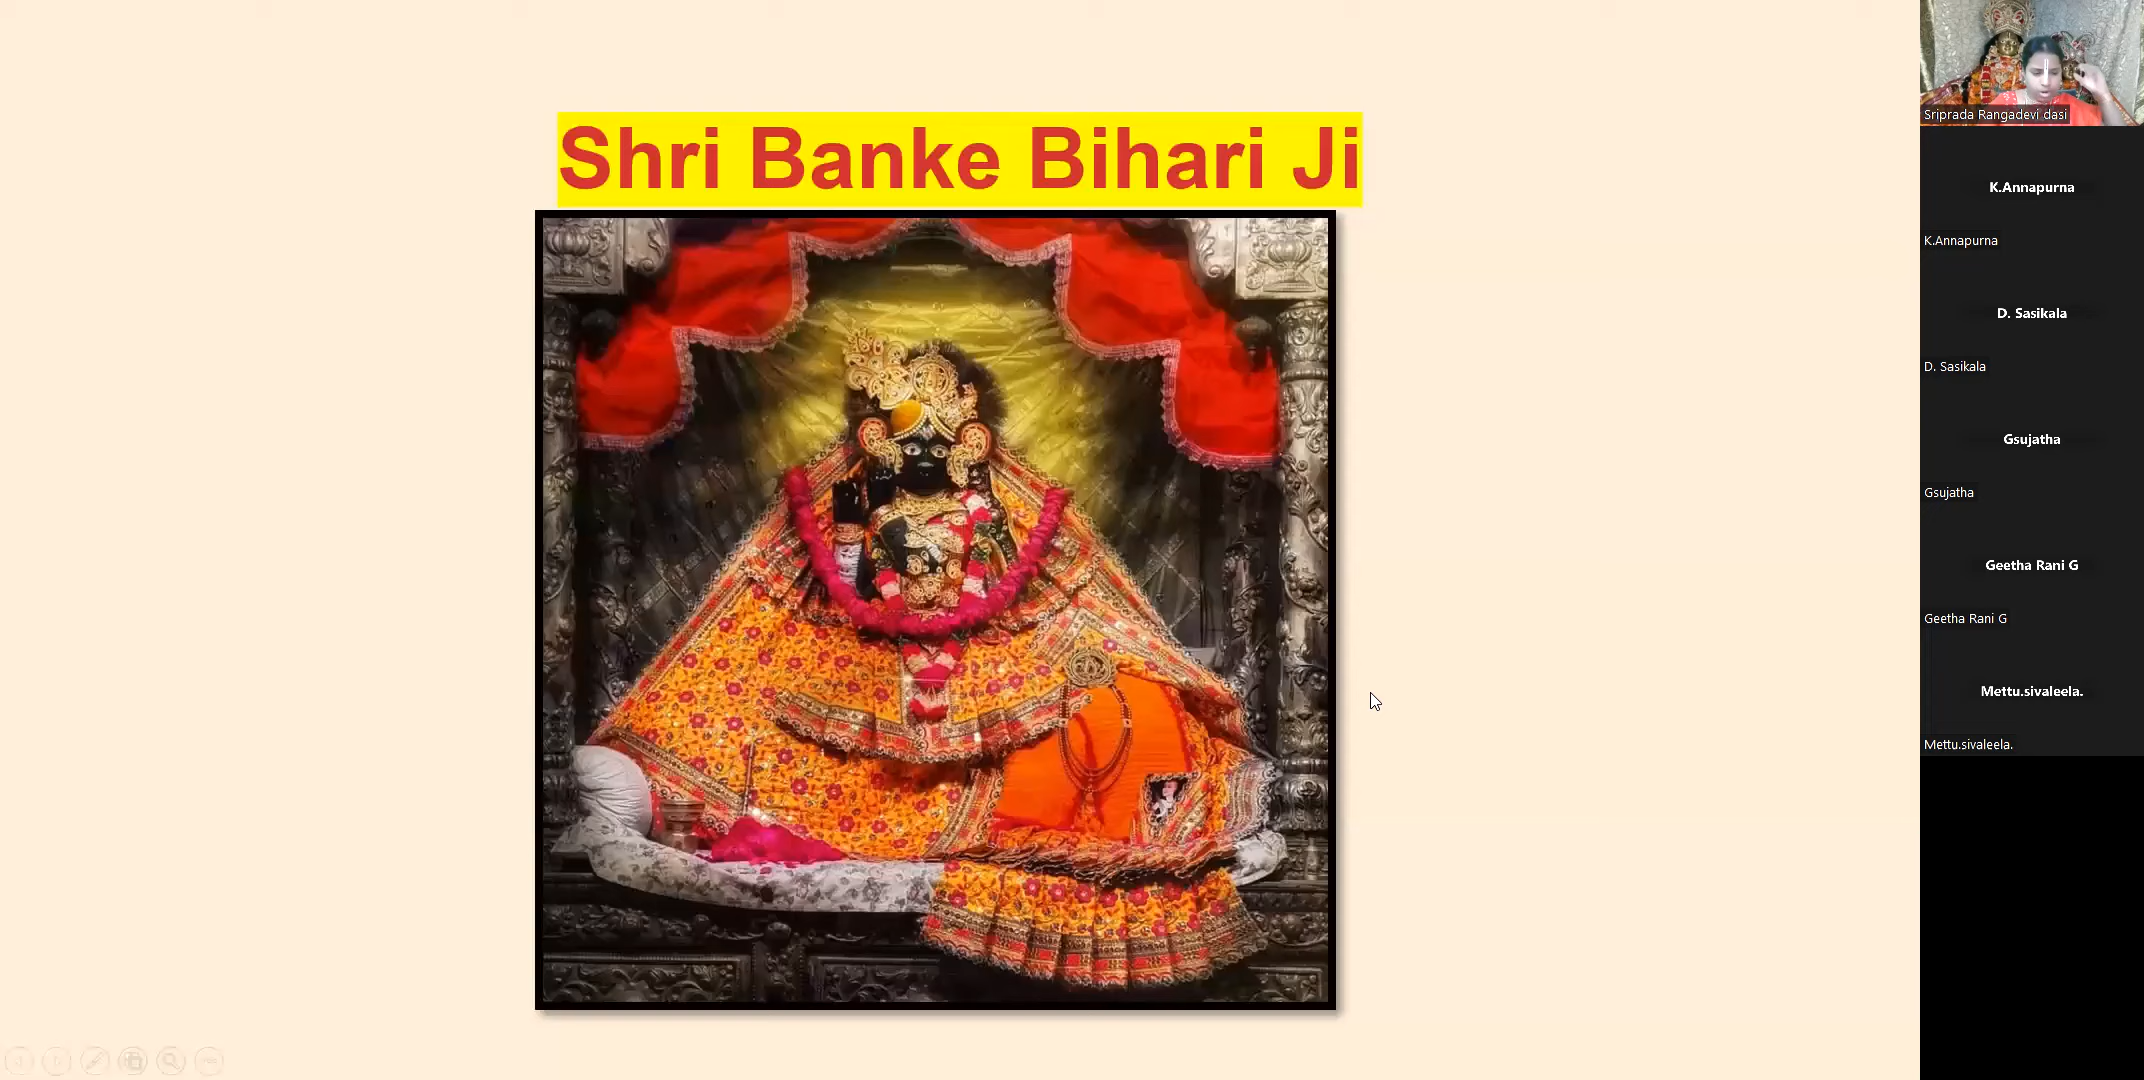 Shri Banke Bihari Ji
Sriprada Rangadevi dasi
K.Annapurna
K.Annapurna
D. Sasikala
D. Sasikala
Gsujatha
Gsujatha
Geetha Rani G
Geetha Rani G
Mettu.sivaleela.
Mettu.sivaleela.